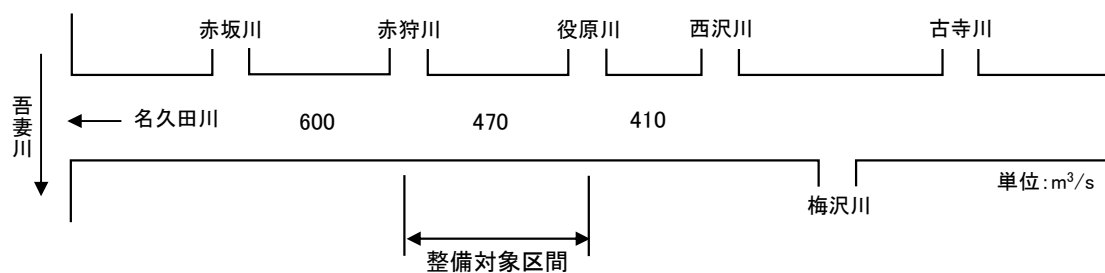 赤坂川 赤狩川 役原川 西沢川 古寺川
吾妻川
名久田川 600 470 410
単位：m³/s
梅沢川
整備対象区間